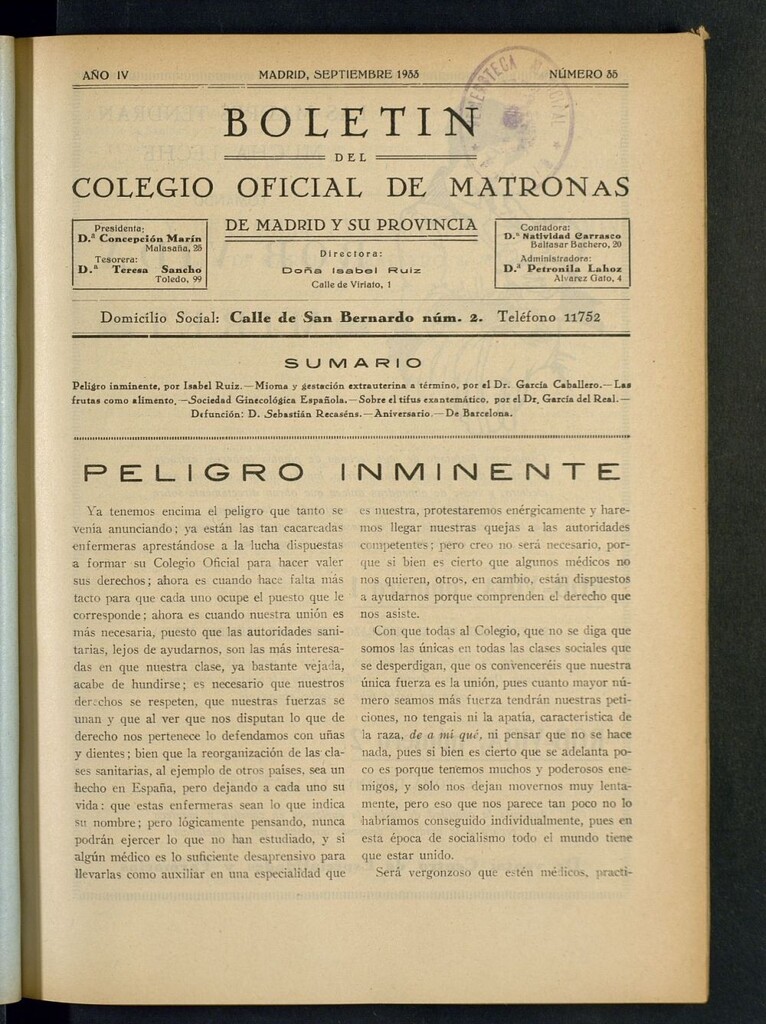 AÑO IV
MADRID, SEPTIEMBRE 1933
NÚMERO 35
HEMEROTECA
BOLETIN
DEL
COLEGIO OFICIAL DE MATRONAS
DE MADRID Y SU PROVINCIA
Presidenta:
D.ª Concepción Marín
Malasaña, 25
Tesorera:
D.ª Teresa Sancho
Toledo, 99
Directora:
Doña Isabel Ruiz
Calle de Viriato, 1
Contadora:
D.ª Natividad Carrasco
Baltasar Bachero, 20
Administradora:
D.ª Petronila Lahoz
Alvarez Gato, 4
Domicilio Social: Calle de San Bernardo núm. 2. Teléfono 11752
SUMARIO
Peligro inminente, por Isabel Ruiz.—Mioma y gestación extrauterina a término, por el Dr. García Caballero.—Las
frutas como alimento.—Sociedad Ginecológica Española.—Sobre el tifus exantemático, por el Dr. García del Real.—
Defunción: D. Sebastián Recaséns.—Aniversario.—De Barcelona.
PELIGRO INMINENTE
Ya tenemos encima el peligro que tanto se
venía anunciando; ya están las tan cacareadas
enfermeras aprestándose a la lucha dispuestas
a formar su Colegio Oficial para hacer valer
sus derechos; ahora es cuando hace falta más
tacto para que cada uno ocupe el puesto que le
corresponde; ahora es cuando nuestra unión es
más necesaria, puesto que las autoridades sani-
tarias, lejos de ayudarnos, son las más interesa-
das en que nuestra clase, ya bastante vejada,
acabe de hundirse; es necesario que nuestros
derechos se respeten, que nuestras fuerzas se
unan y que al ver que nos disputan lo que de
derecho nos pertenece lo defendamos con uñas
y dientes; bien que la reorganización de las cla-
ses sanitarias, al ejemplo de otros países, sea un
hecho en España, pero dejando a cada uno su
vida: que estas enfermeras sean lo que indica
su nombre; pero lógicamente pensando, nunca
podrán ejercer lo que no han estudiado, y si
algún médico es lo suficiente desaprensivo para
llevarlas como auxiliar en una especialidad que
es nuestra, protestaremos enérgicamente y hare-
mos llegar nuestras quejas a las autoridades
competentes; pero creo no será necesario, por-
que si bien es cierto que algunos médicos no
nos quieren, otros, en cambio, están dispuestos
a ayudarnos porque comprenden el derecho que
nos asiste.
Con que todas al Colegio, que no se diga que
somos las únicas en todas las clases sociales que
se desperdigan, que os convenceréis que nuestra
única fuerza es la unión, pues cuanto mayor nú-
mero seamos más fuerza tendrán nuestras peti-
ciones, no tengais ni la apatía, característica de
la raza, de a mí qué, ni pensar que no se hace
nada, pues si bien es cierto que se adelanta po-
co es porque tenemos muchos y poderosos ene-
migos, y solo nos dejan movernos muy lenta-
mente, pero eso que nos parece tan poco no lo
habríamos conseguido individualmente, pues en
esta época de socialismo todo el mundo tiene
que estar unido.
Será vergonzoso que estén médicos, practi-